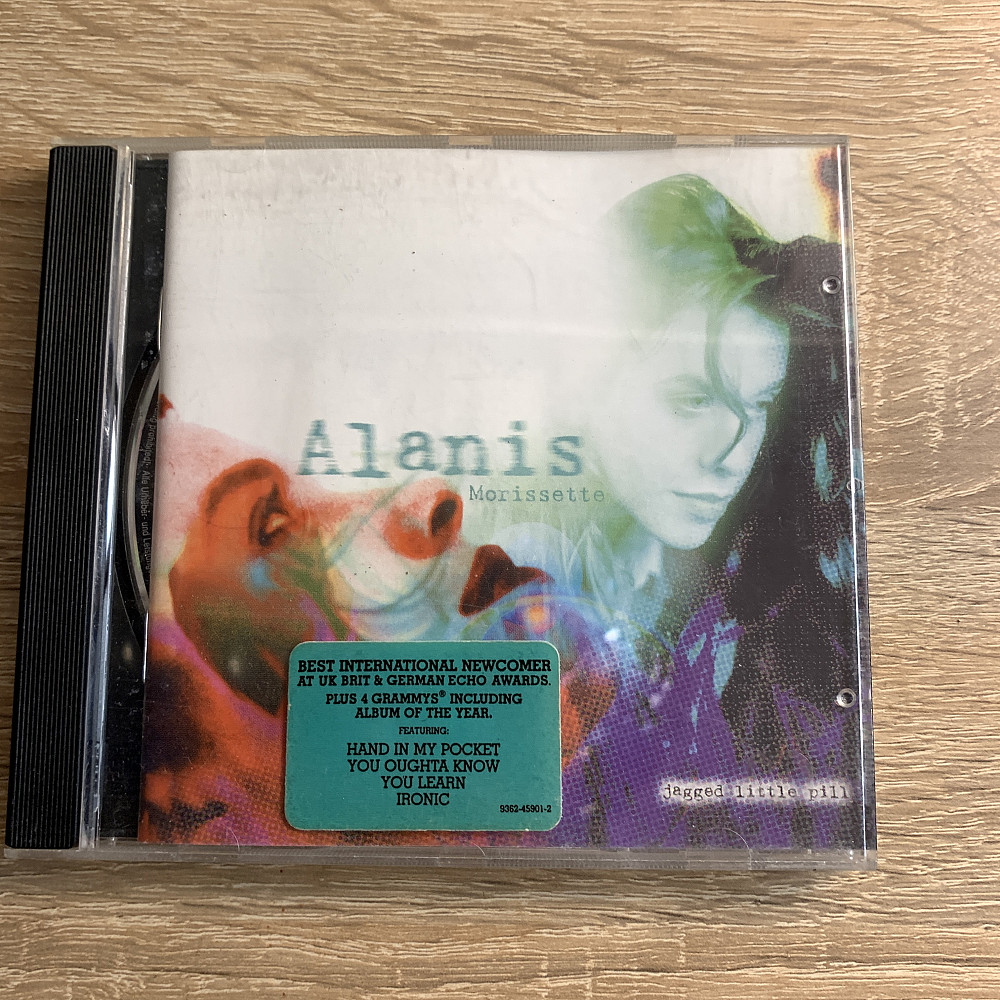 Alanis
Morissette
BEST INTERNATIONAL NEWCOMER
AT UK BRIT & GERMAN ECHO AWARDS.
PLUS 4 GRAMMYS® INCLUDING
ALBUM OF THE YEAR.
FEATURING:
HAND IN MY POCKET
YOU OUGHTA KNOW
YOU LEARN
IRONIC
9362-45901-2
jagged little pill